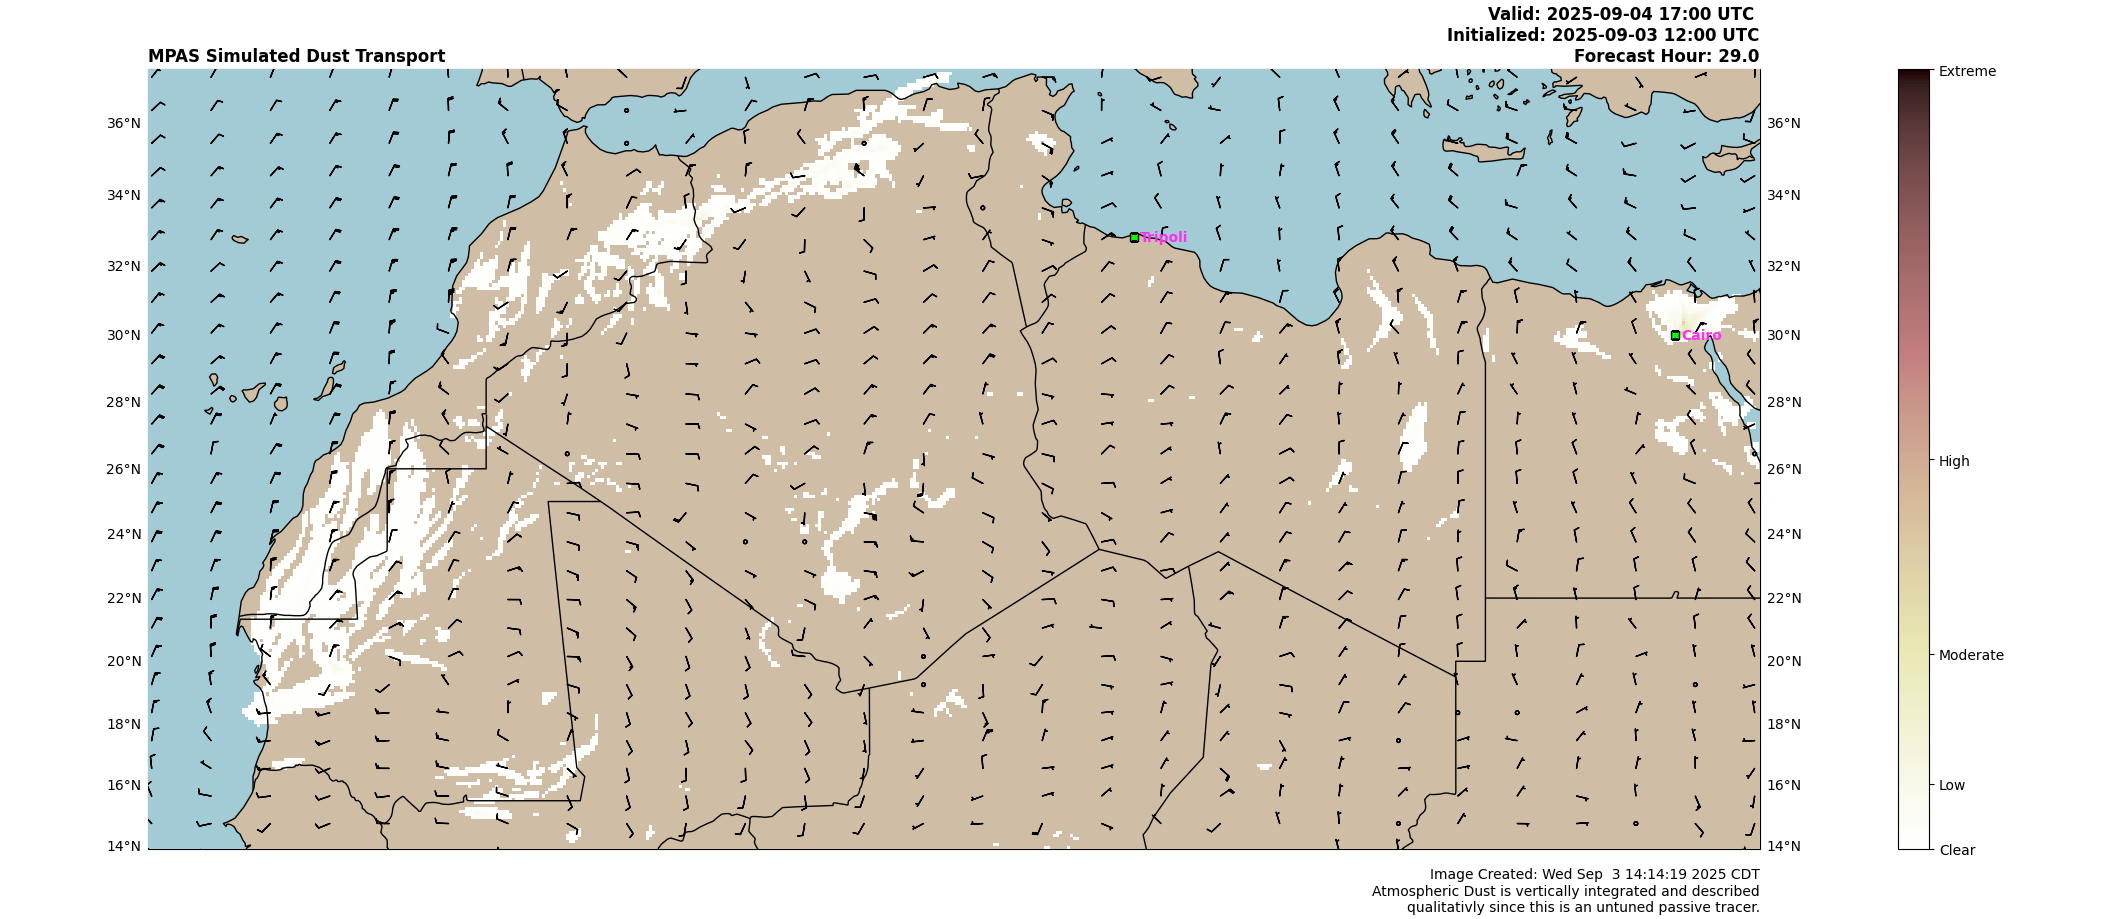 Valid: 2025-09-04 17:00 UTC
Initialized: 2025-09-03 12:00 UTC
MPAS Simulated Dust Transport
Forecast Hour: 29.0
Extreme
36°N
36°N
34°N
34°N
Tripoli
32°N
32°N
30°N
Cairo
30°N
28°N
28°N
26°N
26°N
High
24°N
24°N
22°N
22°N
20°N
20°N
Moderate
18°N
18°N
16°N
16°N
Low
14°N
14°N
Clear
Image Created: Wed Sep  3 14:14:19 2025 CDT
Atmospheric Dust is vertically integrated and described
qualitativly since this is an untuned passive tracer.